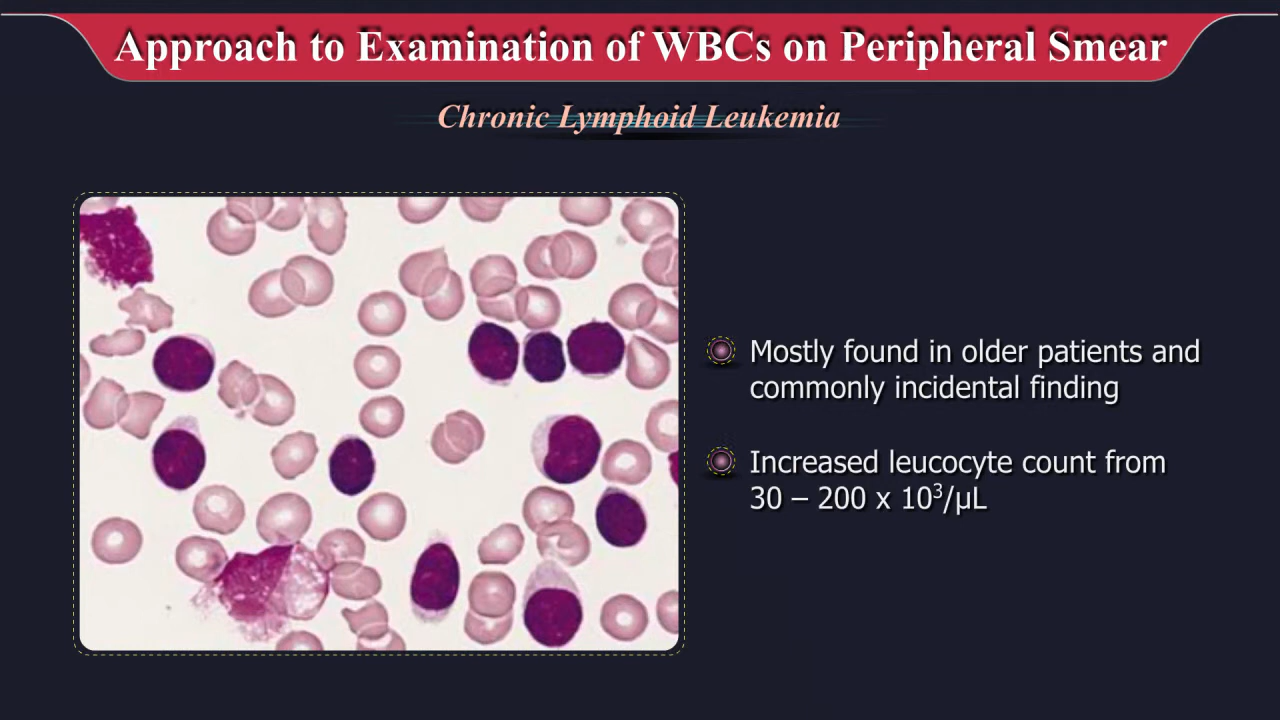 Approach to Examination of WBCs on Peripheral Smear
Chronic Lymphoid Leukemia
Mostly found in older patients and
commonly incidental finding
Increased leucocyte count from
30 – 200 x 10³/µL